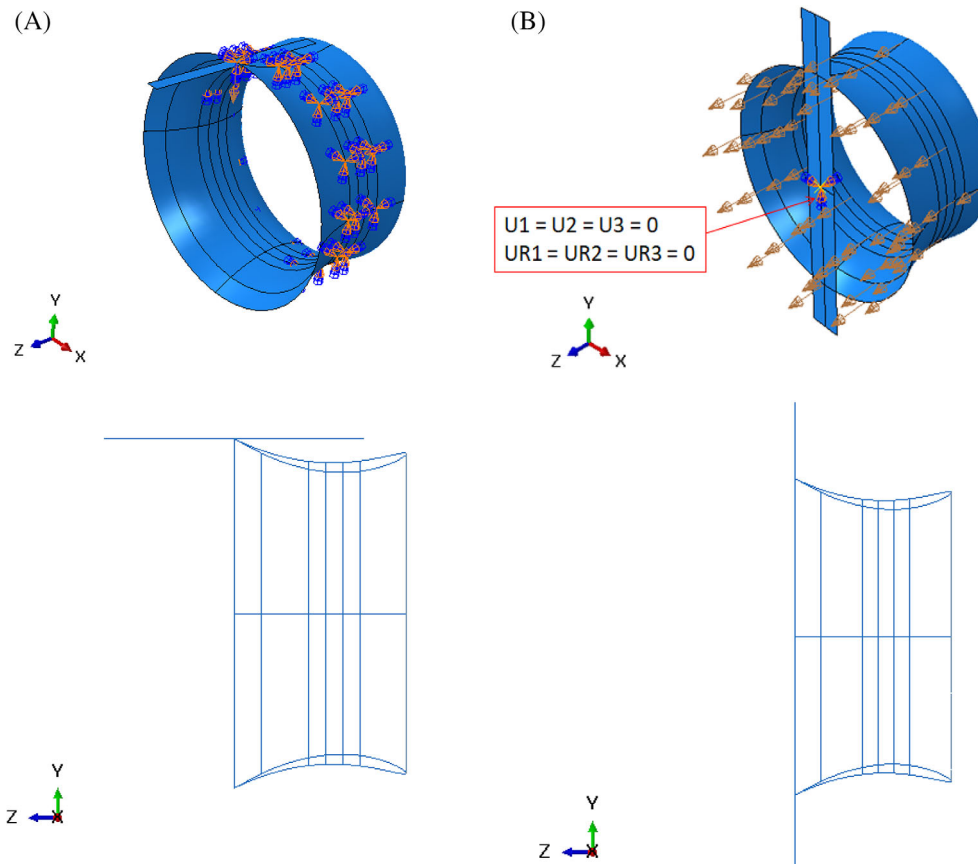 (A)
(B)
U1 = U2 = U3 = 0
UR1 = UR2 = UR3 = 0
Y
Z
X
Y
Z
X
Y
Z
X
Y
Z
X